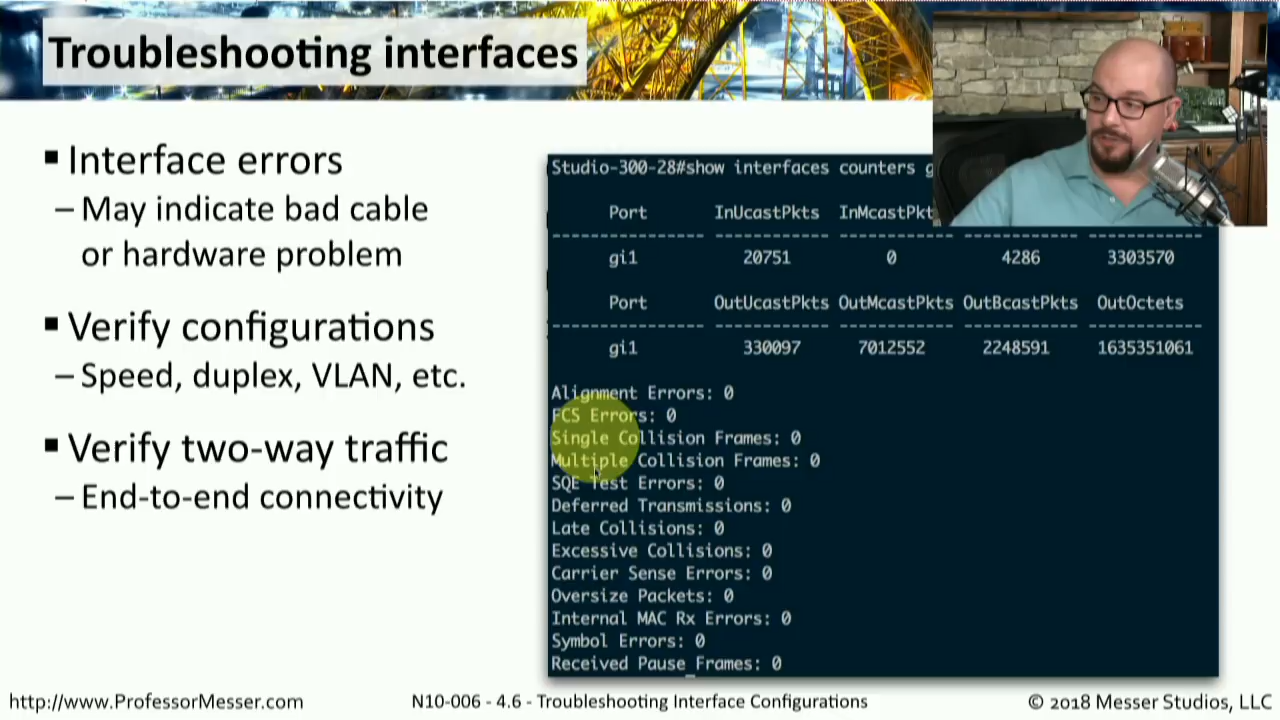 Troubleshooting interfaces
▪ Interface errors
– May indicate bad cable
or hardware problem
▪ Verify configurations
– Speed, duplex, VLAN, etc.
▪ Verify two-way traffic
– End-to-end connectivity
Studio-300-28#show interfaces counters g
Port InUcastPkts InMcastPkt
--------------- ----------- ----------- ----------- -----------
gi1 20751 0 4286 3303570
Port OutUcastPkts OutMcastPkts OutBcastPkts OutOctets
--------------- ------------ ------------ ------------ -----------
gi1 330097 7012552 2248591 1635351061
Alignment Errors: 0
FCS Errors: 0
Single Collision Frames: 0
Multiple Collision Frames: 0
SQE Test Errors: 0
Deferred Transmissions: 0
Late Collisions: 0
Excessive Collisions: 0
Carrier Sense Errors: 0
Oversize Packets: 0
Internal MAC Rx Errors: 0
Symbol Errors: 0
Received Pause Frames: 0
http://www.ProfessorMesser.com N10-006 - 4.6 - Troubleshooting Interface Configurations © 2018 Messer Studios, LLC